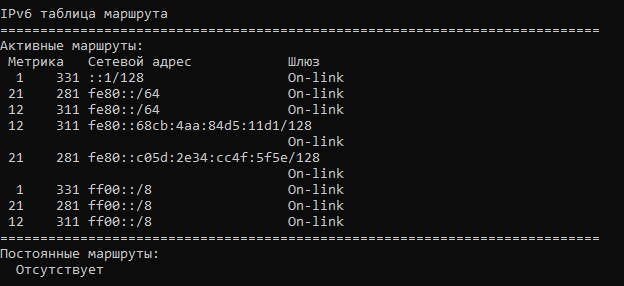 IPv6 таблица маршрута
===========================================================================
Активные маршруты:
 Метрика   Сетевой адрес            Шлюз
  1    331 ::1/128                  On-link
 21    281 fe80::/64                On-link
 12    311 fe80::/64                On-link
 12    311 fe80::68cb:4aa:84d5:11d1/128
                                    On-link
 21    281 fe80::c05d:2e34:cc4f:5f5e/128
                                    On-link
  1    331 ff00::/8                 On-link
 21    281 ff00::/8                 On-link
 12    311 ff00::/8                 On-link
===========================================================================
Постоянные маршруты:
  Отсутствует